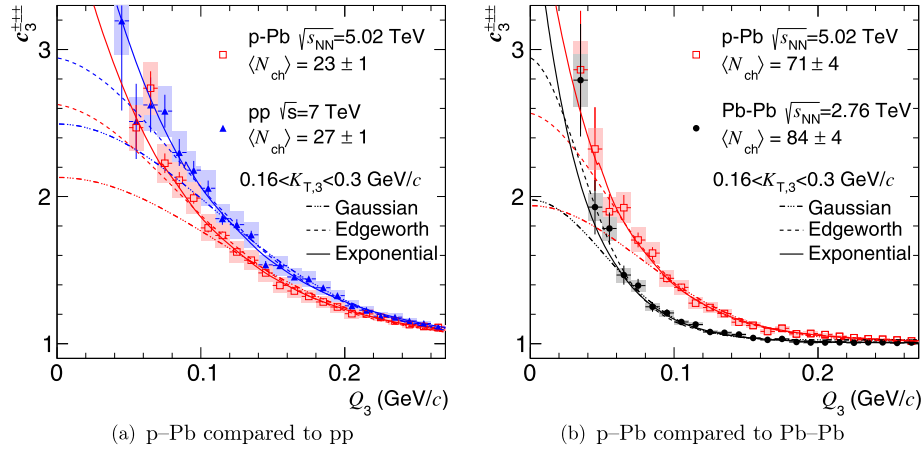 c₃^±±±
3
2
1
0
0.1
0.2
Q₃ (GeV/c)
p-Pb √s_NN=5.02 TeV
⟨N_ch⟩ = 23 ± 1
pp √s=7 TeV
⟨N_ch⟩ = 27 ± 1
0.16<K_T,3<0.3 GeV/c
Gaussian
Edgeworth
Exponential
(a) p–Pb compared to pp
c₃^±±±
3
2
1
0
0.1
0.2
Q₃ (GeV/c)
p-Pb √s_NN=5.02 TeV
⟨N_ch⟩ = 71 ± 4
Pb-Pb √s_NN=2.76 TeV
⟨N_ch⟩ = 84 ± 4
0.16<K_T,3<0.3 GeV/c
Gaussian
Edgeworth
Exponential
(b) p–Pb compared to Pb–Pb